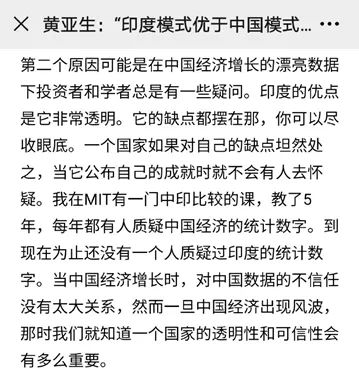 黄亚生：“印度模式优于中国模式...
第二个原因可能是在中国经济增长的漂亮数据
下投资者和学者总是有一些疑问。印度的优点
是它非常透明。它的缺点都摆在那，你可以尽
收眼底。一个国家如果对自己的缺点坦然处
之，当它公布自己的成就时就不会有人去怀
疑。我在MIT有一门中印比较的课，教了5
年，每年都有人质疑中国经济的统计数字。到
现在为止还没有一个人质疑过印度的统计数
字。当中国经济增长时，对中国数据的不信任
没有太大关系，然而一旦中国经济出现风波，
那时我们就知道一个国家的透明性和可信性会
有多么重要。